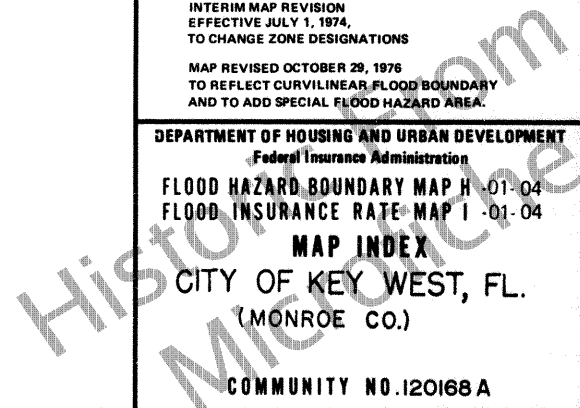 INTERIM MAP REVISION
EFFECTIVE JULY 1, 1974,
TO CHANGE ZONE DESIGNATIONS
MAP REVISED OCTOBER 29, 1976
TO REFLECT CURVILINEAR FLOOD BOUNDARY
AND TO ADD SPECIAL FLOOD HAZARD AREA.
DEPARTMENT OF HOUSING AND URBAN DEVELOPMENT
Federal Insurance Administration
FLOOD HAZARD BOUNDARY MAP H -01-04
FLOOD INSURANCE RATE MAP I -01-04
MAP INDEX
CITY OF KEY WEST, FL.
(MONROE CO.)
COMMUNITY NO. 120168 A
Historic From
Microfiche